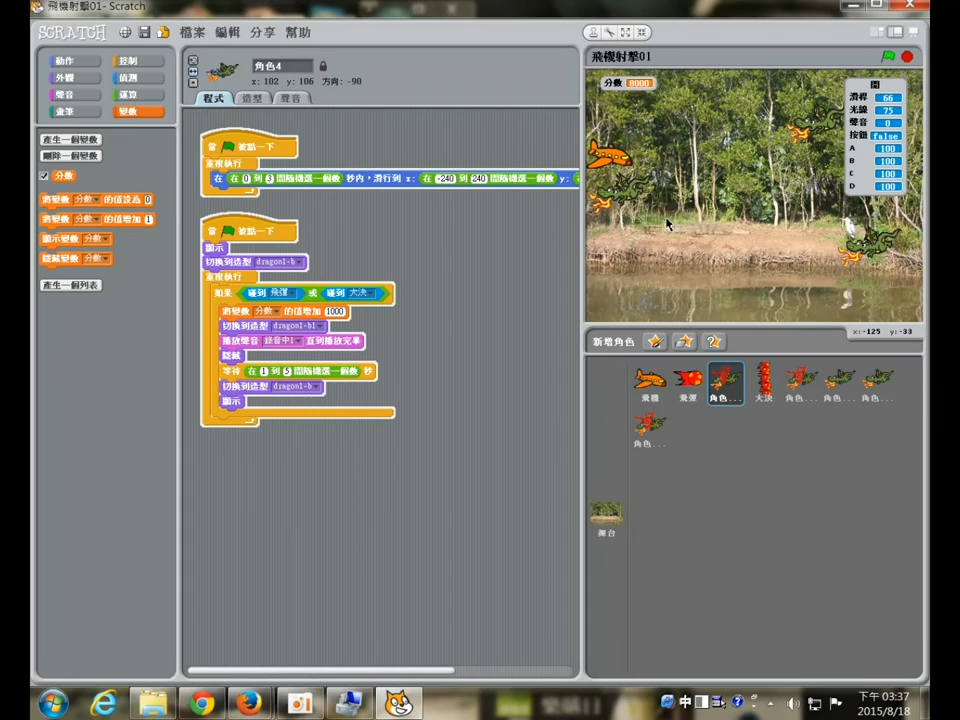 飛機射擊01- Scratch
SCRATCH 檔案 編輯 分享 幫助
動作 控制
外觀 偵測
聲音 運算
畫筆 變數
產生一個變數
刪除一個變數
分數
將變數 分數 的值設為 0
將變數 分數 的值增加 1
顯示變數 分數
隱藏變數 分數
產生一個列表
角色4
x: 102 y: 106 方向: -90
程式 造型 聲音
當 被點一下
重複執行
在 在 0 到 3 間隨機選一個數 秒內，滑行到 x: 在 -240 到 240 間隨機選一個數 y:
當 被點一下
顯示
切換到造型 dragon1-b
重複執行
如果 碰到 飛彈 或 碰到 大決
將變數 分數 的值增加 1000
切換到造型 dragon1-b1
播放聲音 錄音中1 直到播放完畢
隱藏
等待 在 1 到 5 間隨機選一個數 秒
切換到造型 dragon1-b
顯示
飛機射擊01
分數 8000
滑桿 66
光線 75
聲音 0
按鈕 false
A 100
B 100
C 100
D 100
x: -125 y: -33
新增角色
飛機 飛彈 角色... 大決 角色... 角色... 角色...
角色...
舞台
中
下午 03:37
2015/8/18